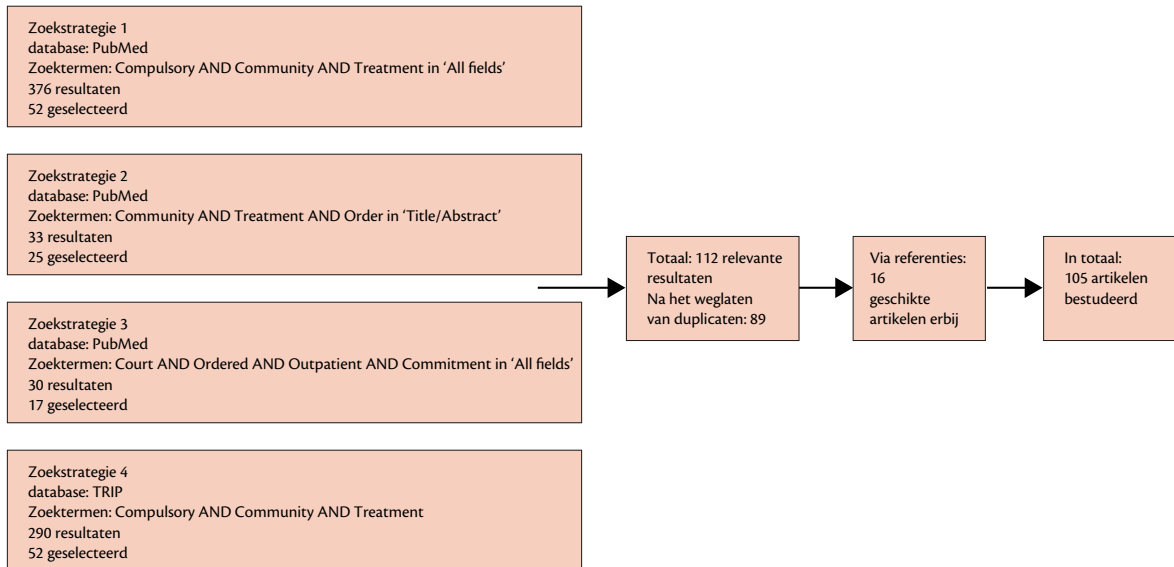 Zoekstrategie 1
database: PubMed
Zoektermen: Compulsory AND Community AND Treatment in ‘All fields’
376 resultaten
52 geselecteerd
Zoekstrategie 2
database: PubMed
Zoektermen: Community AND Treatment AND Order in ‘Title/Abstract’
33 resultaten
25 geselecteerd
Zoekstrategie 3
database: PubMed
Zoektermen: Court AND Ordered AND Outpatient AND Commitment in ‘All fields’
30 resultaten
17 geselecteerd
Zoekstrategie 4
database: TRIP
Zoektermen: Compulsory AND Community AND Treatment
290 resultaten
52 geselecteerd
Totaal: 112 relevante
resultaten
Na het weglaten
van duplicaten: 89
Via referenties:
16
geschikte
artikelen erbij
In totaal:
105 artikelen
bestudeerd